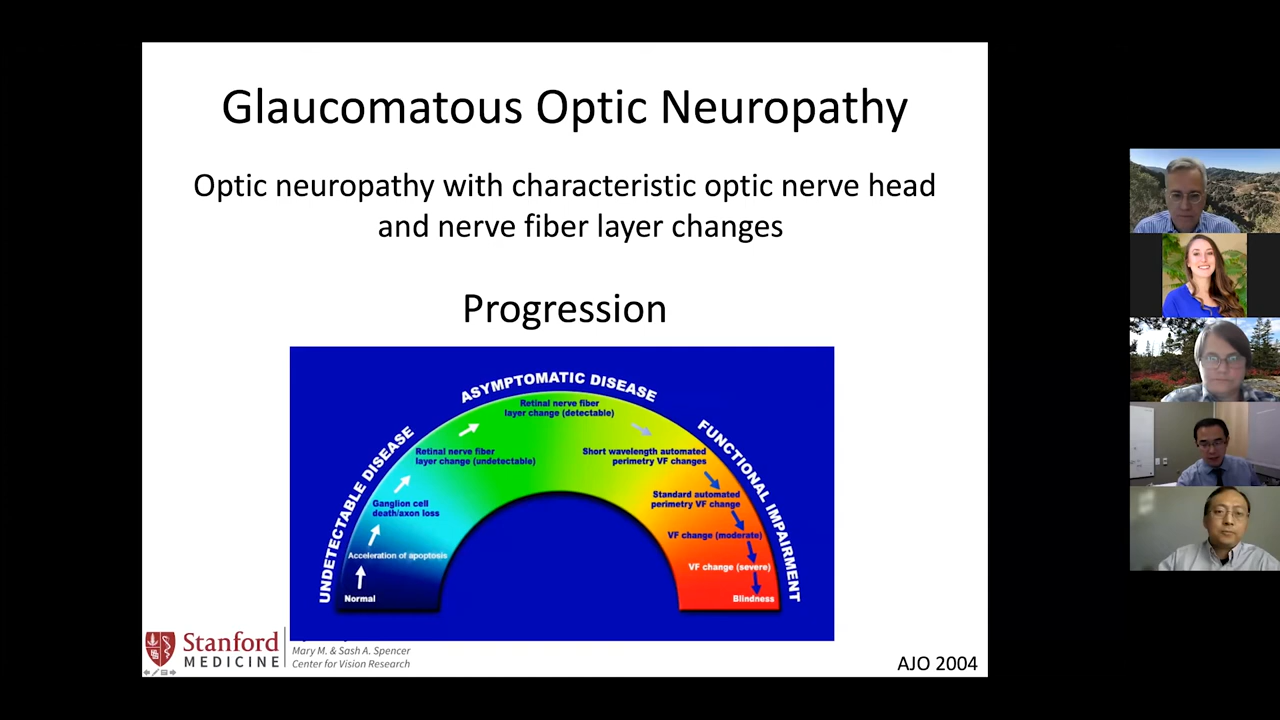 Glaucomatous Optic Neuropathy
Optic neuropathy with characteristic optic nerve head
and nerve fiber layer changes
Progression
UNDETECTABLE DISEASE
ASYMPTOMATIC DISEASE
FUNCTIONAL IMPAIRMENT
Normal
Acceleration of apoptosis
Ganglion cell
death/axon loss
Retinal nerve fiber
layer change (undetectable)
Retinal nerve fiber
layer change (detectable)
Short wavelength automated
perimetry VF changes
Standard automated
perimetry VF change
VF change (moderate)
VF change (severe)
Blindness
Stanford
MEDICINE
Mary M. & Sash A. Spencer
Center for Vision Research
AJO 2004